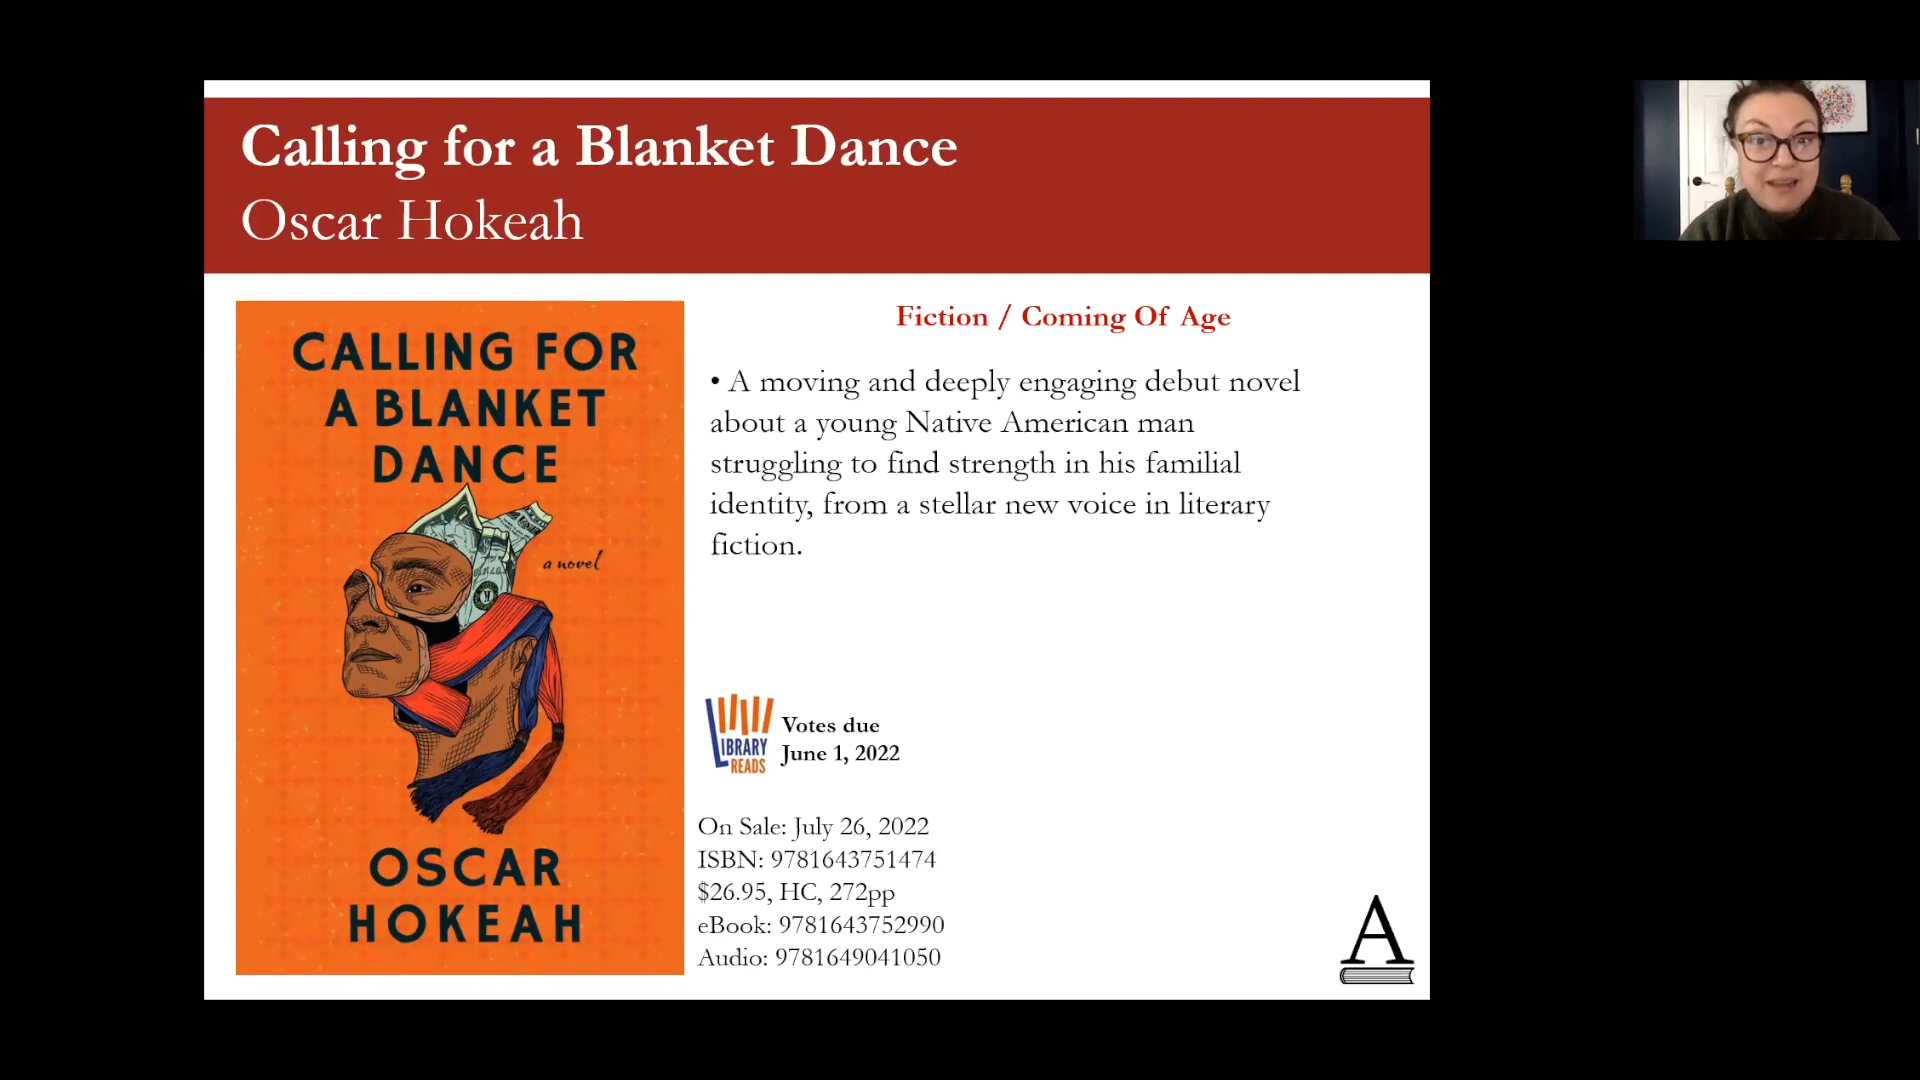 Calling for a Blanket Dance
Oscar Hokeah
CALLING FOR
A BLANKET
DANCE
a novel
OSCAR
HOKEAH
Fiction / Coming Of Age
• A moving and deeply engaging debut novel
about a young Native American man
struggling to find strength in his familial
identity, from a stellar new voice in literary
fiction.
LIBRARY
READS
Votes due
June 1, 2022
On Sale: July 26, 2022
ISBN: 9781643751474
$26.95, HC, 272pp
eBook: 9781643752990
Audio: 9781649041050
A